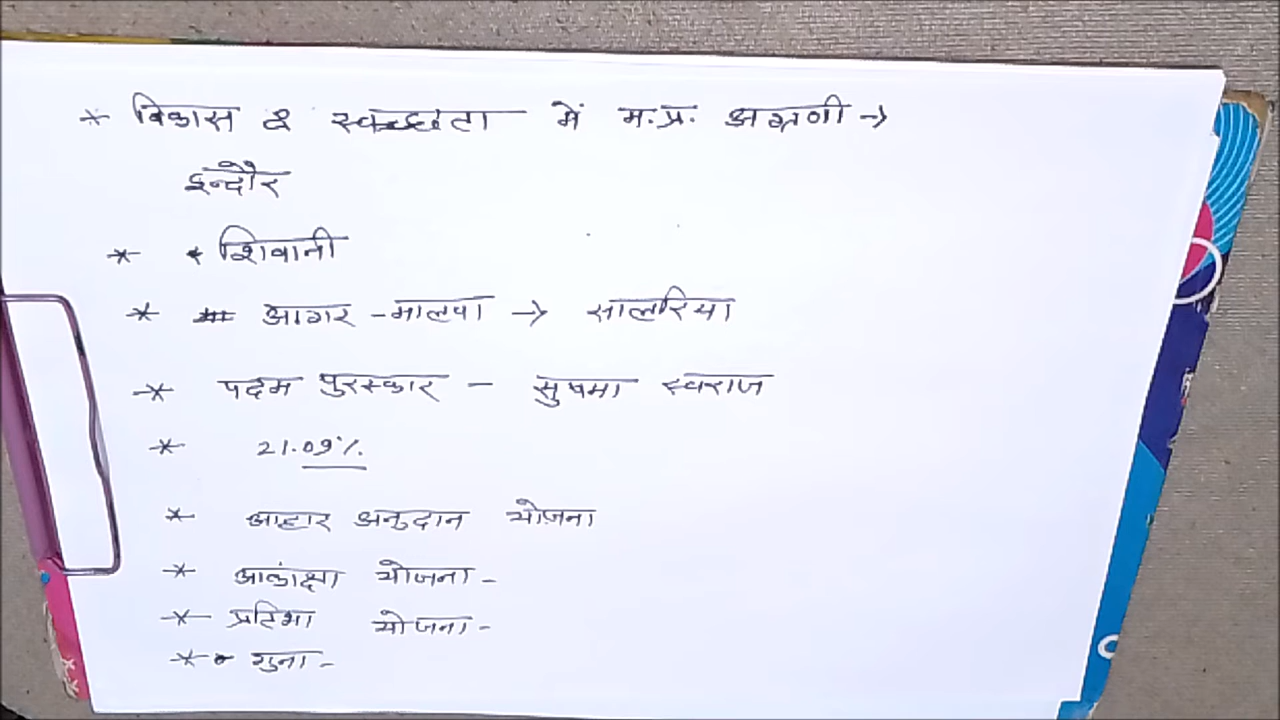 * विकास & स्वच्छता में म.प्र. अग्रणी →
इन्दौर
* शिवानी
* आगर - मालवा → सालरिया
* पदम पुरस्कार - सुषमा स्वराज
* 21.09%
* आहार अनुदान योजना
* आकांक्षा योजना -
* प्रतिभा योजना -
* गुना -